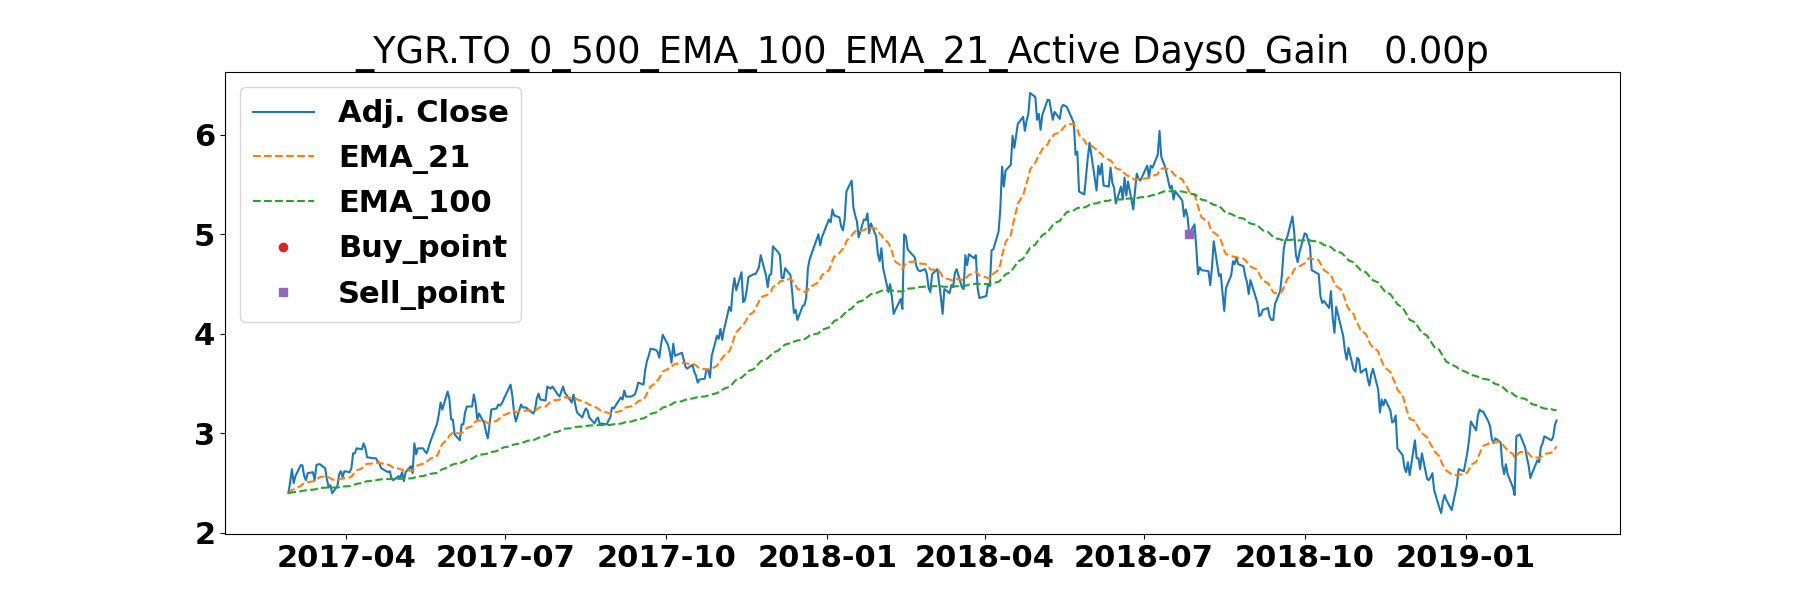 _YGR.TO_0_500_EMA_100_EMA_21_Active Days0_Gain   0.00p
Adj. Close
EMA_21
EMA_100
Buy_point
Sell_point
6
5
4
3
2
2017-04 2017-07 2017-10 2018-01 2018-04 2018-07 2018-10 2019-01